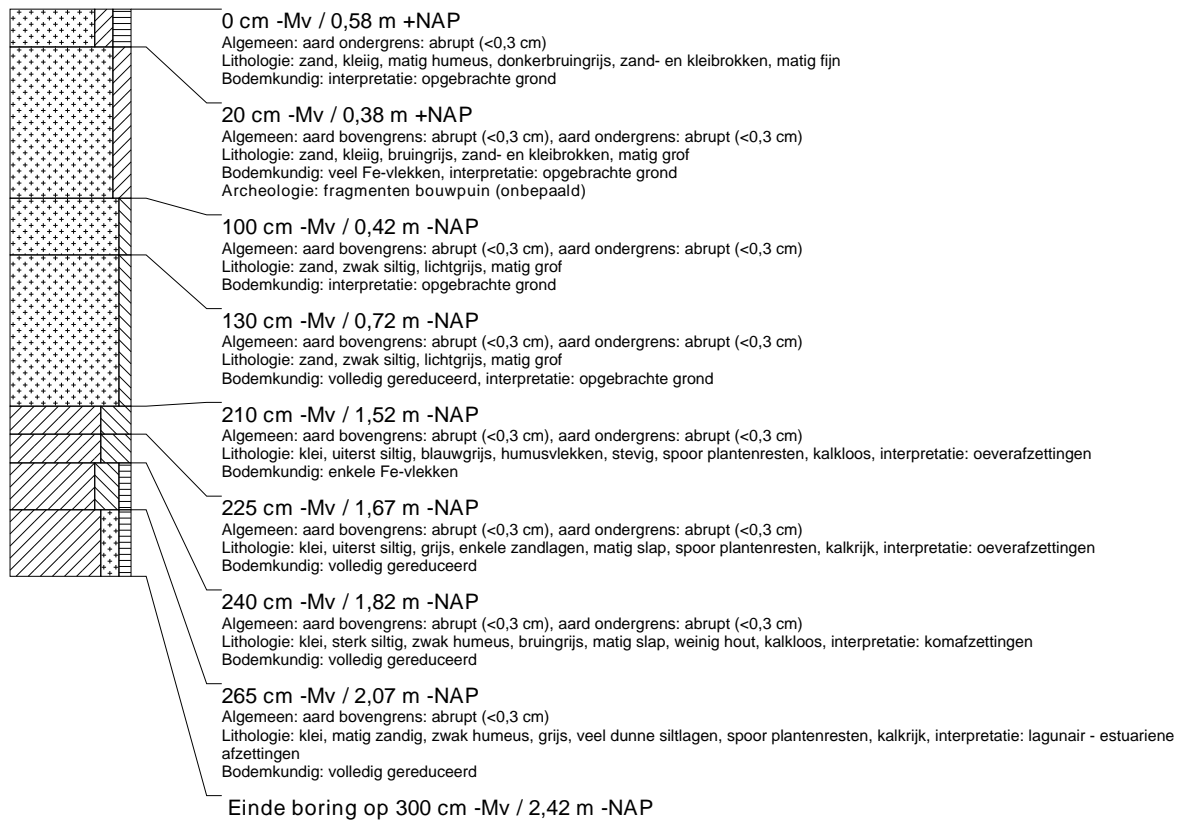 0 cm -Mv / 0,58 m +NAP
Algemeen: aard ondergrens: abrupt (<0,3 cm)
Lithologie: zand, kleiig, matig humeus, donkerbruingrijs, zand- en kleibrokken, matig fijn
Bodemkundig: interpretatie: opgebrachte grond
20 cm -Mv / 0,38 m +NAP
Algemeen: aard bovengrens: abrupt (<0,3 cm), aard ondergrens: abrupt (<0,3 cm)
Lithologie: zand, kleiig, bruingrijs, zand- en kleibrokken, matig grof
Bodemkundig: veel Fe-vlekken, interpretatie: opgebrachte grond
Archeologie: fragmenten bouwpuin (onbepaald)
100 cm -Mv / 0,42 m -NAP
Algemeen: aard bovengrens: abrupt (<0,3 cm), aard ondergrens: abrupt (<0,3 cm)
Lithologie: zand, zwak siltig, lichtgrijs, matig grof
Bodemkundig: interpretatie: opgebrachte grond
130 cm -Mv / 0,72 m -NAP
Algemeen: aard bovengrens: abrupt (<0,3 cm), aard ondergrens: abrupt (<0,3 cm)
Lithologie: zand, zwak siltig, lichtgrijs, matig grof
Bodemkundig: volledig gereduceerd, interpretatie: opgebrachte grond
210 cm -Mv / 1,52 m -NAP
Algemeen: aard bovengrens: abrupt (<0,3 cm), aard ondergrens: abrupt (<0,3 cm)
Lithologie: klei, uiterst siltig, blauwgrijs, humusvlekken, stevig, spoor plantenresten, kalkloos, interpretatie: oeverafzettingen
Bodemkundig: enkele Fe-vlekken
225 cm -Mv / 1,67 m -NAP
Algemeen: aard bovengrens: abrupt (<0,3 cm), aard ondergrens: abrupt (<0,3 cm)
Lithologie: klei, uiterst siltig, grijs, enkele zandlagen, matig slap, spoor plantenresten, kalkrijk, interpretatie: oeverafzettingen
Bodemkundig: volledig gereduceerd
240 cm -Mv / 1,82 m -NAP
Algemeen: aard bovengrens: abrupt (<0,3 cm), aard ondergrens: abrupt (<0,3 cm)
Lithologie: klei, sterk siltig, zwak humeus, bruingrijs, matig slap, weinig hout, kalkloos, interpretatie: komafzettingen
Bodemkundig: volledig gereduceerd
265 cm -Mv / 2,07 m -NAP
Algemeen: aard bovengrens: abrupt (<0,3 cm)
Lithologie: klei, matig zandig, zwak humeus, grijs, veel dunne siltlagen, spoor plantenresten, kalkrijk, interpretatie: lagunair - estuariene
afzettingen
Bodemkundig: volledig gereduceerd
Einde boring op 300 cm -Mv / 2,42 m -NAP